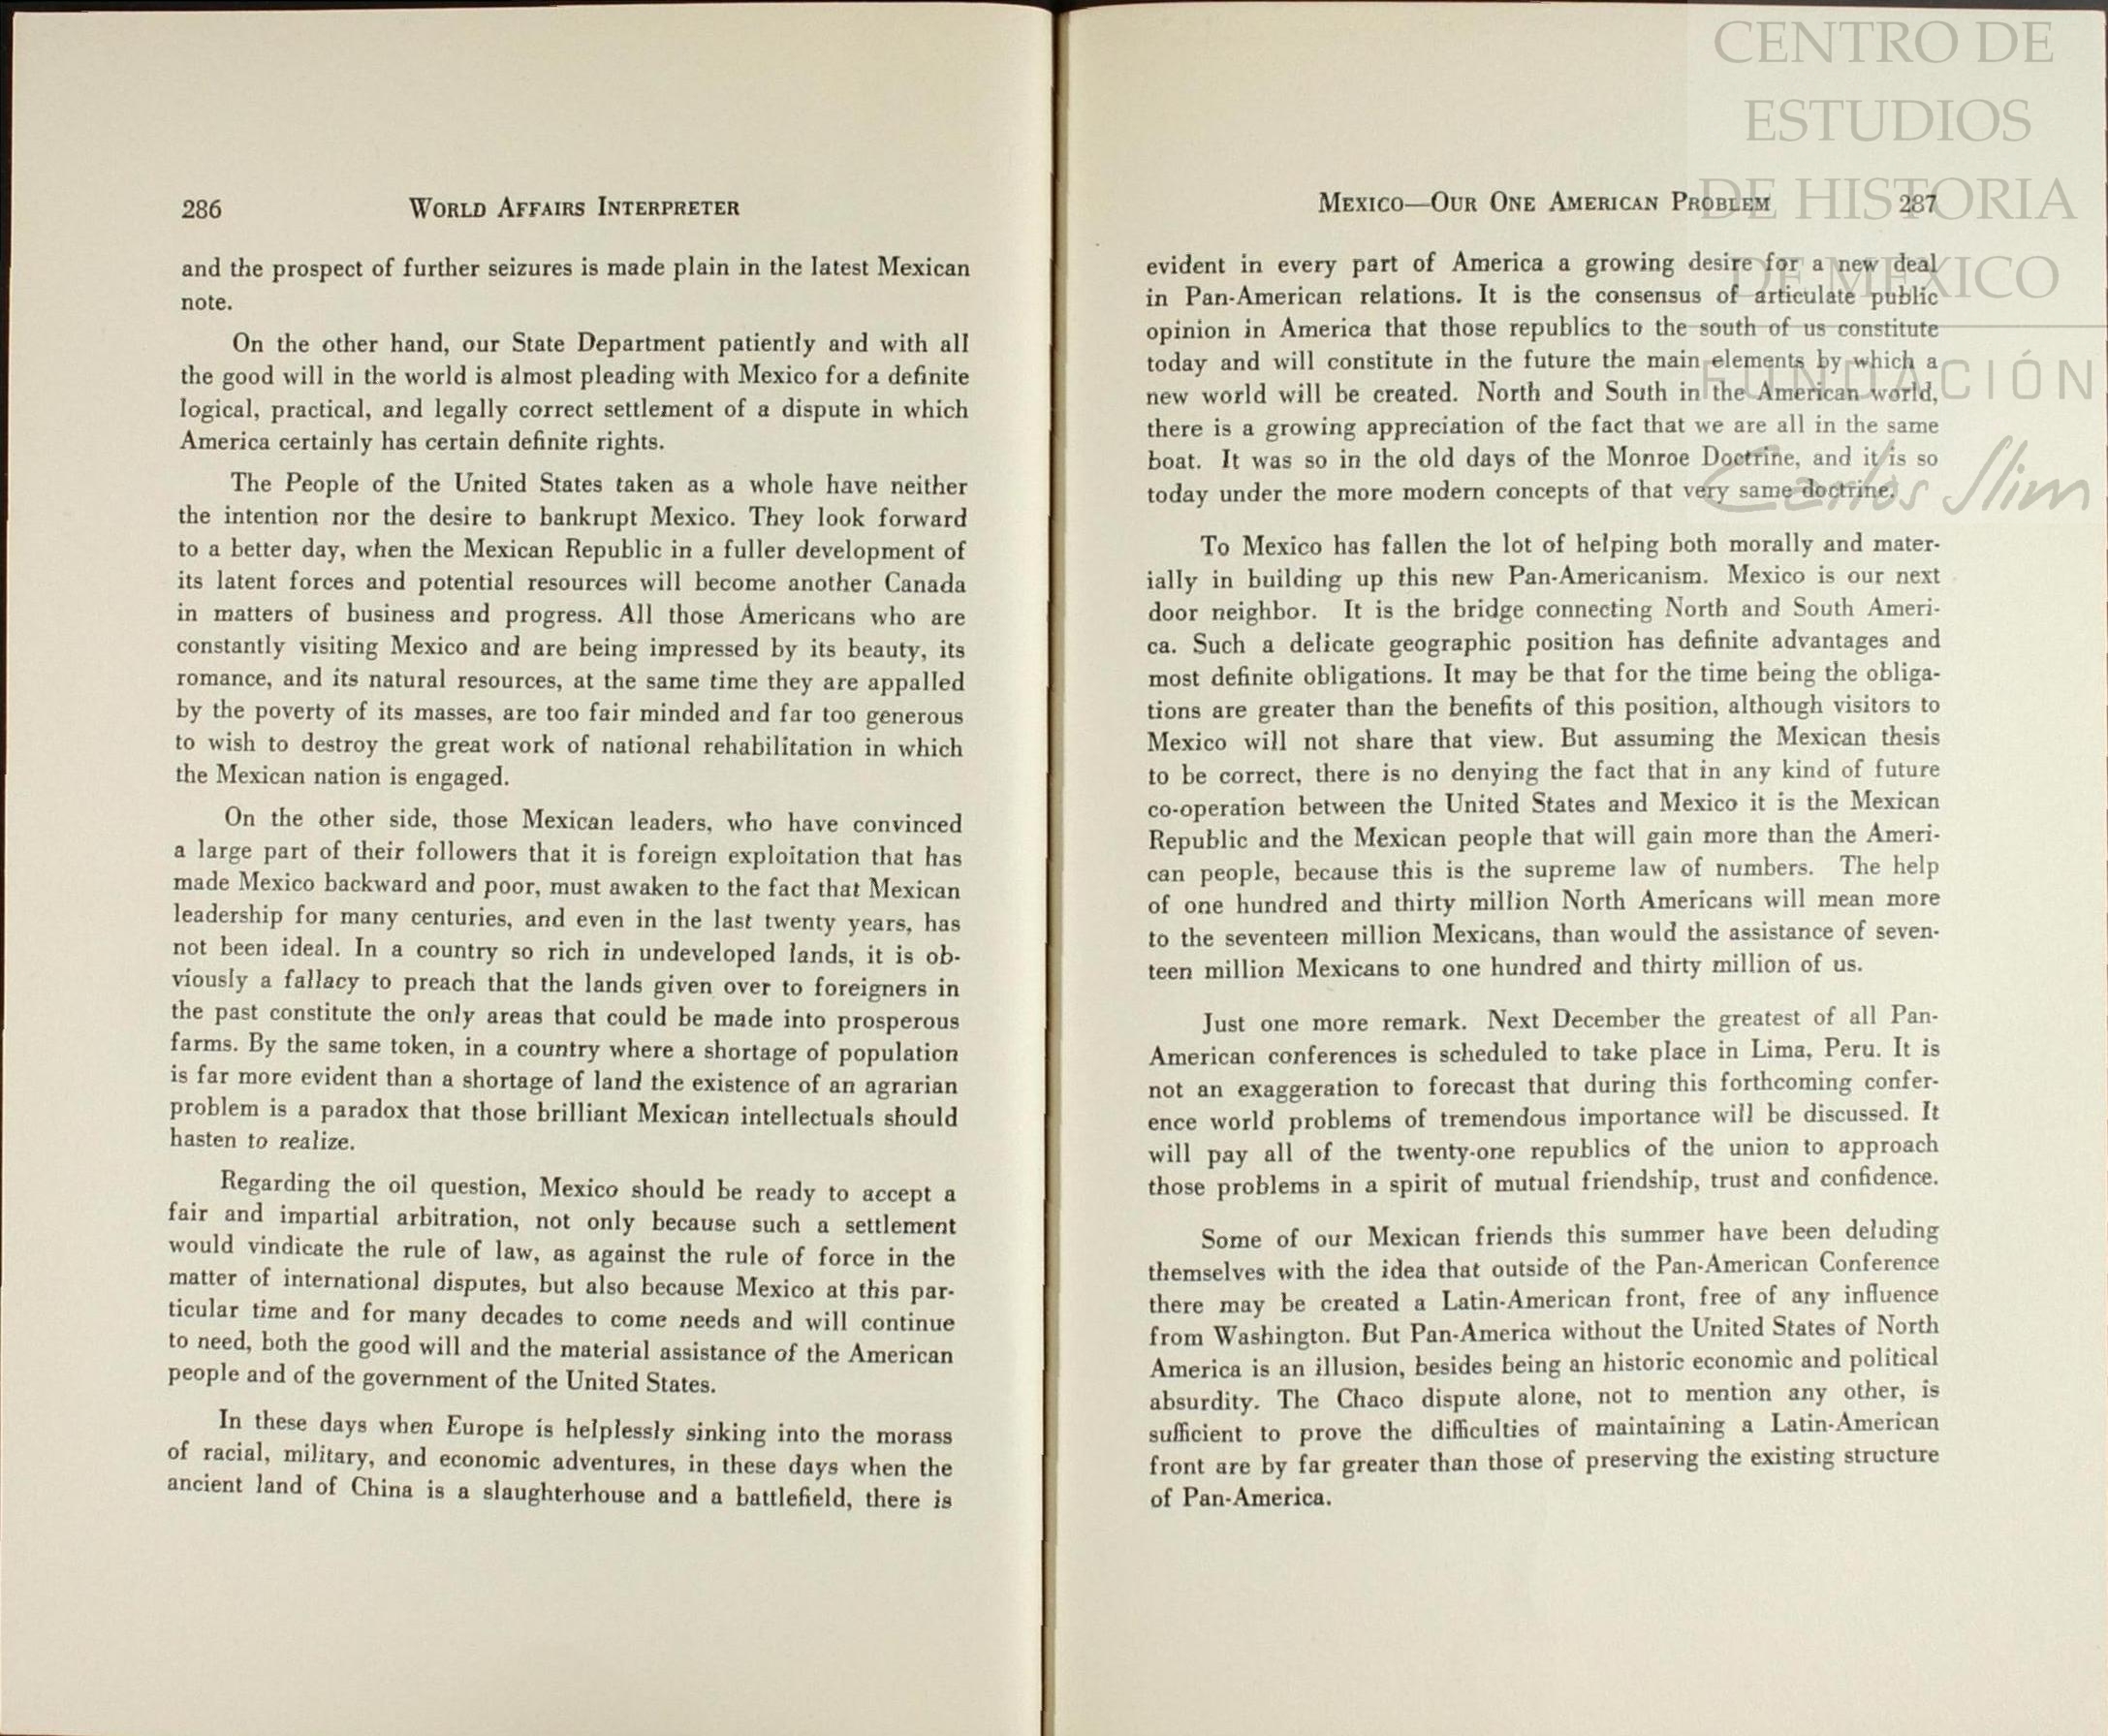 286 WORLD AFFAIRS INTERPRETER
and the prospect of further seizures is made plain in the latest Mexican
note.
On the other hand, our State Department patiently and with all
the good will in the world is almost pleading with Mexico for a definite
logical, practical, and legally correct settlement of a dispute in which
America certainly has certain definite rights.
The People of the United States taken as a whole have neither
the intention nor the desire to bankrupt Mexico. They look forward
to a better day, when the Mexican Republic in a fuller development of
its latent forces and potential resources will become another Canada
in matters of business and progress. All those Americans who are
constantly visiting Mexico and are being impressed by its beauty, its
romance, and its natural resources, at the same time they are appalled
by the poverty of its masses, are too fair minded and far too generous
to wish to destroy the great work of national rehabilitation in which
the Mexican nation is engaged.
On the other side, those Mexican leaders, who have convinced
a large part of their followers that it is foreign exploitation that has
made Mexico backward and poor, must awaken to the fact that Mexican
leadership for many centuries, and even in the last twenty years, has
not been ideal. In a country so rich in undeveloped lands, it is ob-
viously a fallacy to preach that the lands given over to foreigners in
the past constitute the only areas that could be made into prosperous
farms. By the same token, in a country where a shortage of population
is far more evident than a shortage of land the existence of an agrarian
problem is a paradox that those brilliant Mexican intellectuals should
hasten to realize.
Regarding the oil question, Mexico should be ready to accept a
fair and impartial arbitration, not only because such a settlement
would vindicate the rule of law, as against the rule of force in the
matter of international disputes, but also because Mexico at this par-
ticular time and for many decades to come needs and will continue
to need, both the good will and the material assistance of the American
people and of the government of the United States.
In these days when Europe is helplessly sinking into the morass
of racial, military, and economic adventures, in these days when the
ancient land of China is a slaughterhouse and a battlefield, there is
MEXICO—OUR ONE AMERICAN PROBLEM 287
evident in every part of America a growing desire for a new deal
in Pan-American relations. It is the consensus of articulate public
opinion in America that those republics to the south of us constitute
today and will constitute in the future the main elements by which a
new world will be created. North and South in the American world,
there is a growing appreciation of the fact that we are all in the same
boat. It was so in the old days of the Monroe Doctrine, and it is so
today under the more modern concepts of that very same doctrine.
To Mexico has fallen the lot of helping both morally and mater-
ially in building up this new Pan-Americanism. Mexico is our next
door neighbor. It is the bridge connecting North and South Ameri-
ca. Such a delicate geographic position has definite advantages and
most definite obligations. It may be that for the time being the obliga-
tions are greater than the benefits of this position, although visitors to
Mexico will not share that view. But assuming the Mexican thesis
to be correct, there is no denying the fact that in any kind of future
co-operation between the United States and Mexico it is the Mexican
Republic and the Mexican people that will gain more than the Ameri-
can people, because this is the supreme law of numbers. The help
of one hundred and thirty million North Americans will mean more
to the seventeen million Mexicans, than would the assistance of seven-
teen million Mexicans to one hundred and thirty million of us.
Just one more remark. Next December the greatest of all Pan-
American conferences is scheduled to take place in Lima, Peru. It is
not an exaggeration to forecast that during this forthcoming confer-
ence world problems of tremendous importance will be discussed. It
will pay all of the twenty-one republics of the union to approach
those problems in a spirit of mutual friendship, trust and confidence.
Some of our Mexican friends this summer have been deluding
themselves with the idea that outside of the Pan-American Conference
there may be created a Latin-American front, free of any influence
from Washington. But Pan-America without the United States of North
America is an illusion, besides being an historic economic and political
absurdity. The Chaco dispute alone, not to mention any other, is
sufficient to prove the difficulties of maintaining a Latin-American
front are by far greater than those of preserving the existing structure
of Pan-America.
CENTRO DE
ESTUDIOS
DE HISTORIA
DE MÉXICO
FUNDACIÓN
Carlos Slim